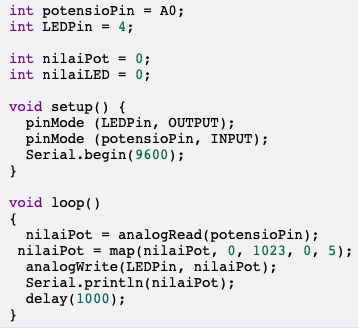 int potensioPin = A0;
int LEDPin = 4;
int nilaiPot = 0;
int nilaiLED = 0;
void setup() {
pinMode (LEDPin, OUTPUT);
pinMode (potensioPin, INPUT);
Serial.begin(9600);
}
void loop()
{
nilaiPot = analogRead(potensioPin);
nilaiPot = map(nilaiPot, 0, 1023, 0, 5);
analogWrite(LEDPin, nilaiPot);
Serial.println(nilaiPot);
delay(1000);
}